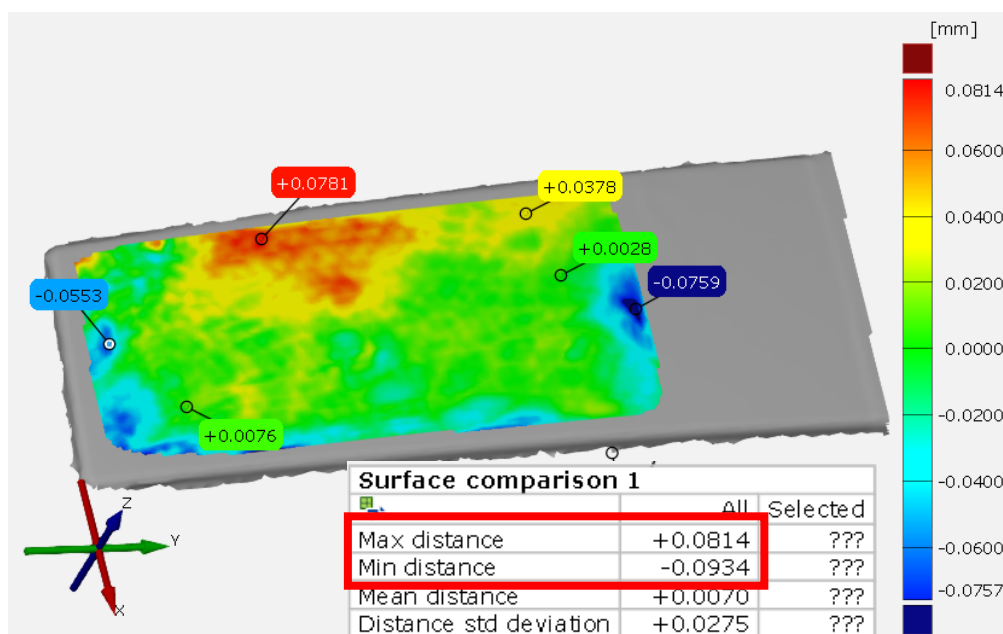 [mm]
0.0814
0.0600
0.0400
0.0200
0.0000
-0.0200
-0.0400
-0.0600
-0.0757
+0.0781
+0.0378
+0.0028
-0.0759
-0.0553
+0.0076
Z
Y
X
Surface comparison 1
All Selected
Max distance +0.0814 ???
Min distance -0.0934 ???
Mean distance +0.0070 ???
Distance std deviation +0.0275 ???